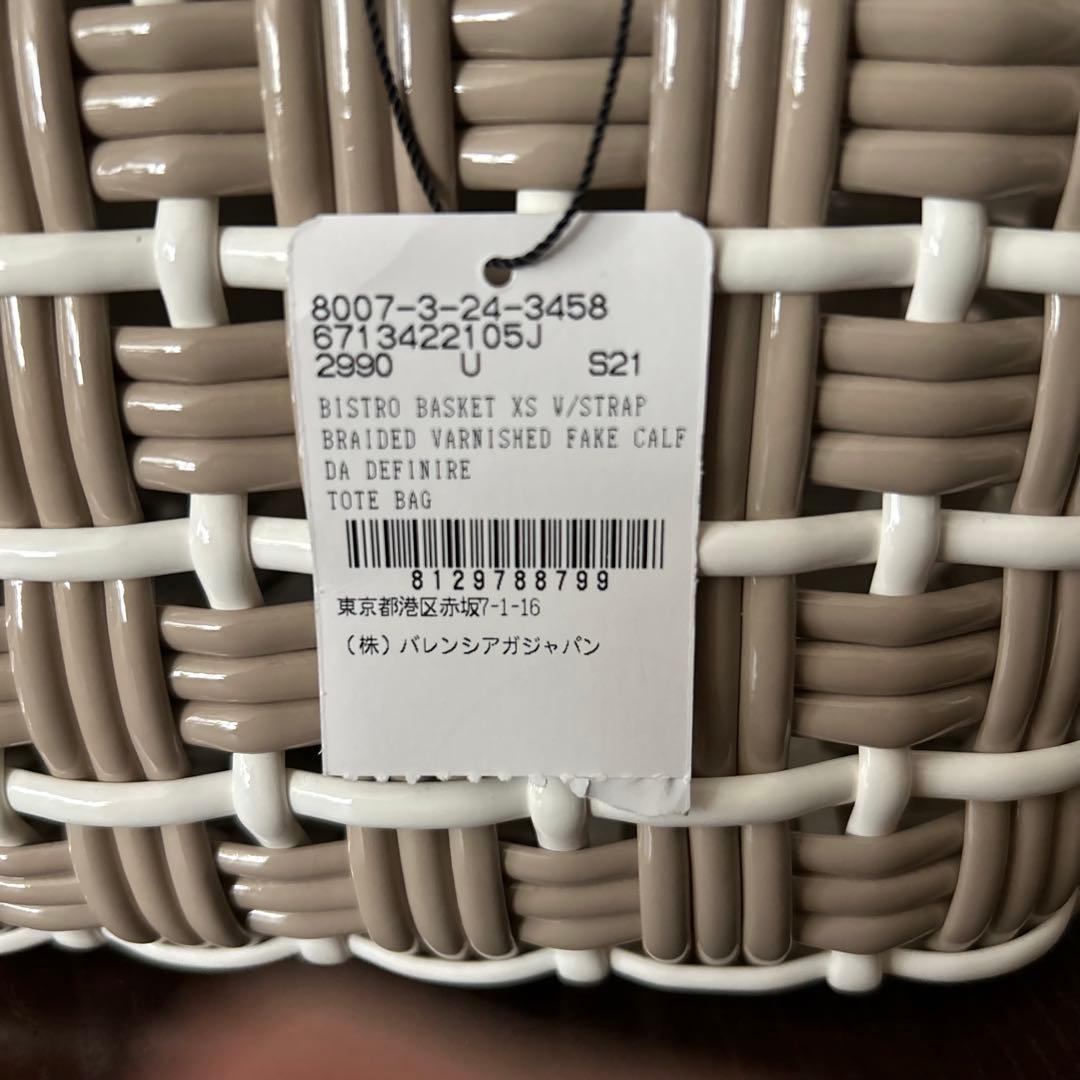 8007-3-24-3458
6713422105J
2990 U S21
BISTRO BASKET XS W/STRAP
BRAIDED VARNISHED FAKE CALF
DA DEFINIRE
TOTE BAG
8129788799
東京都港区赤坂7-1-16
(株)バレンシアガジャパン